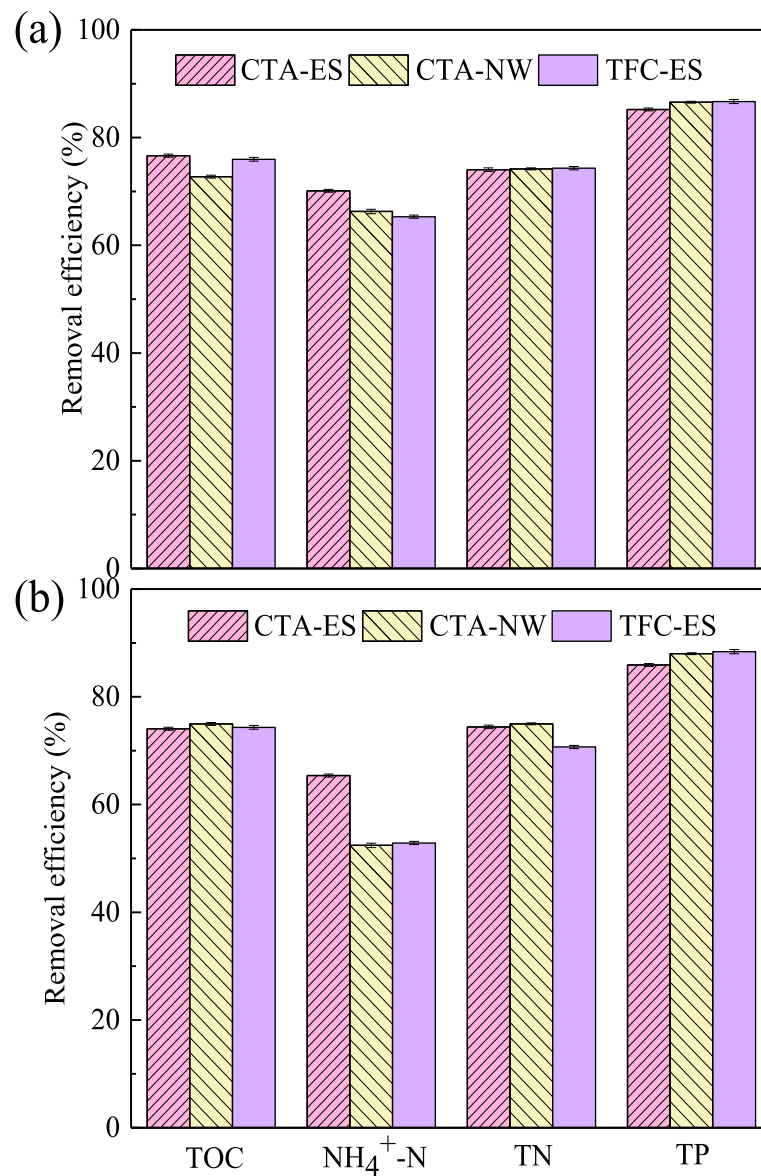 (a)
100
80
60
40
20
0
Removal efficiency (%)
CTA-ES CTA-NW TFC-ES
(b)
100
80
60
40
20
0
Removal efficiency (%)
CTA-ES CTA-NW TFC-ES
TOC NH₄⁺-N TN TP